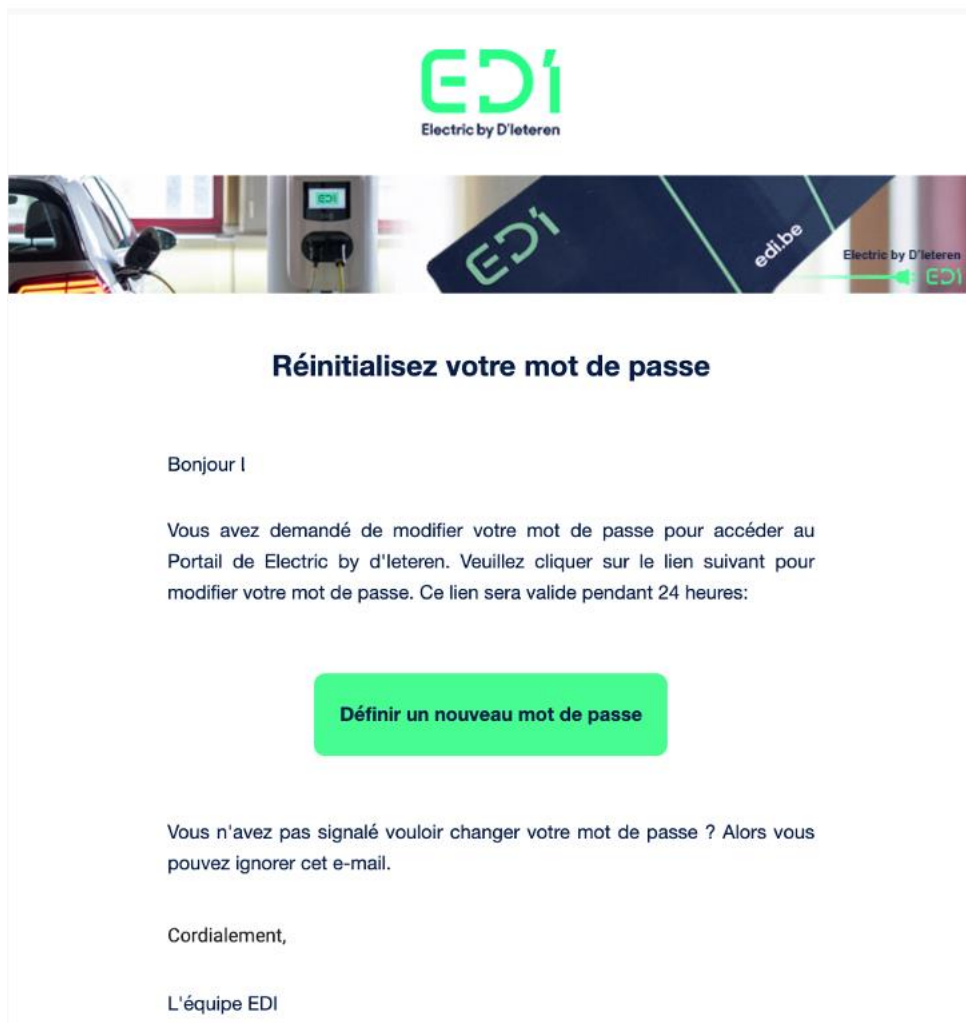 EDI
Electric by D'Ieteren
EDI
EDI
edi.be
Electric by D'Ieteren
EDI
Réinitialisez votre mot de passe
Bonjour
Vous avez demandé de modifier votre mot de passe pour accéder au
Portail de Electric by d'Ieteren. Veuillez cliquer sur le lien suivant pour
modifier votre mot de passe. Ce lien sera valide pendant 24 heures:
Définir un nouveau mot de passe
Vous n'avez pas signalé vouloir changer votre mot de passe ? Alors vous
pouvez ignorer cet e-mail.
Cordialement,
L'équipe EDI